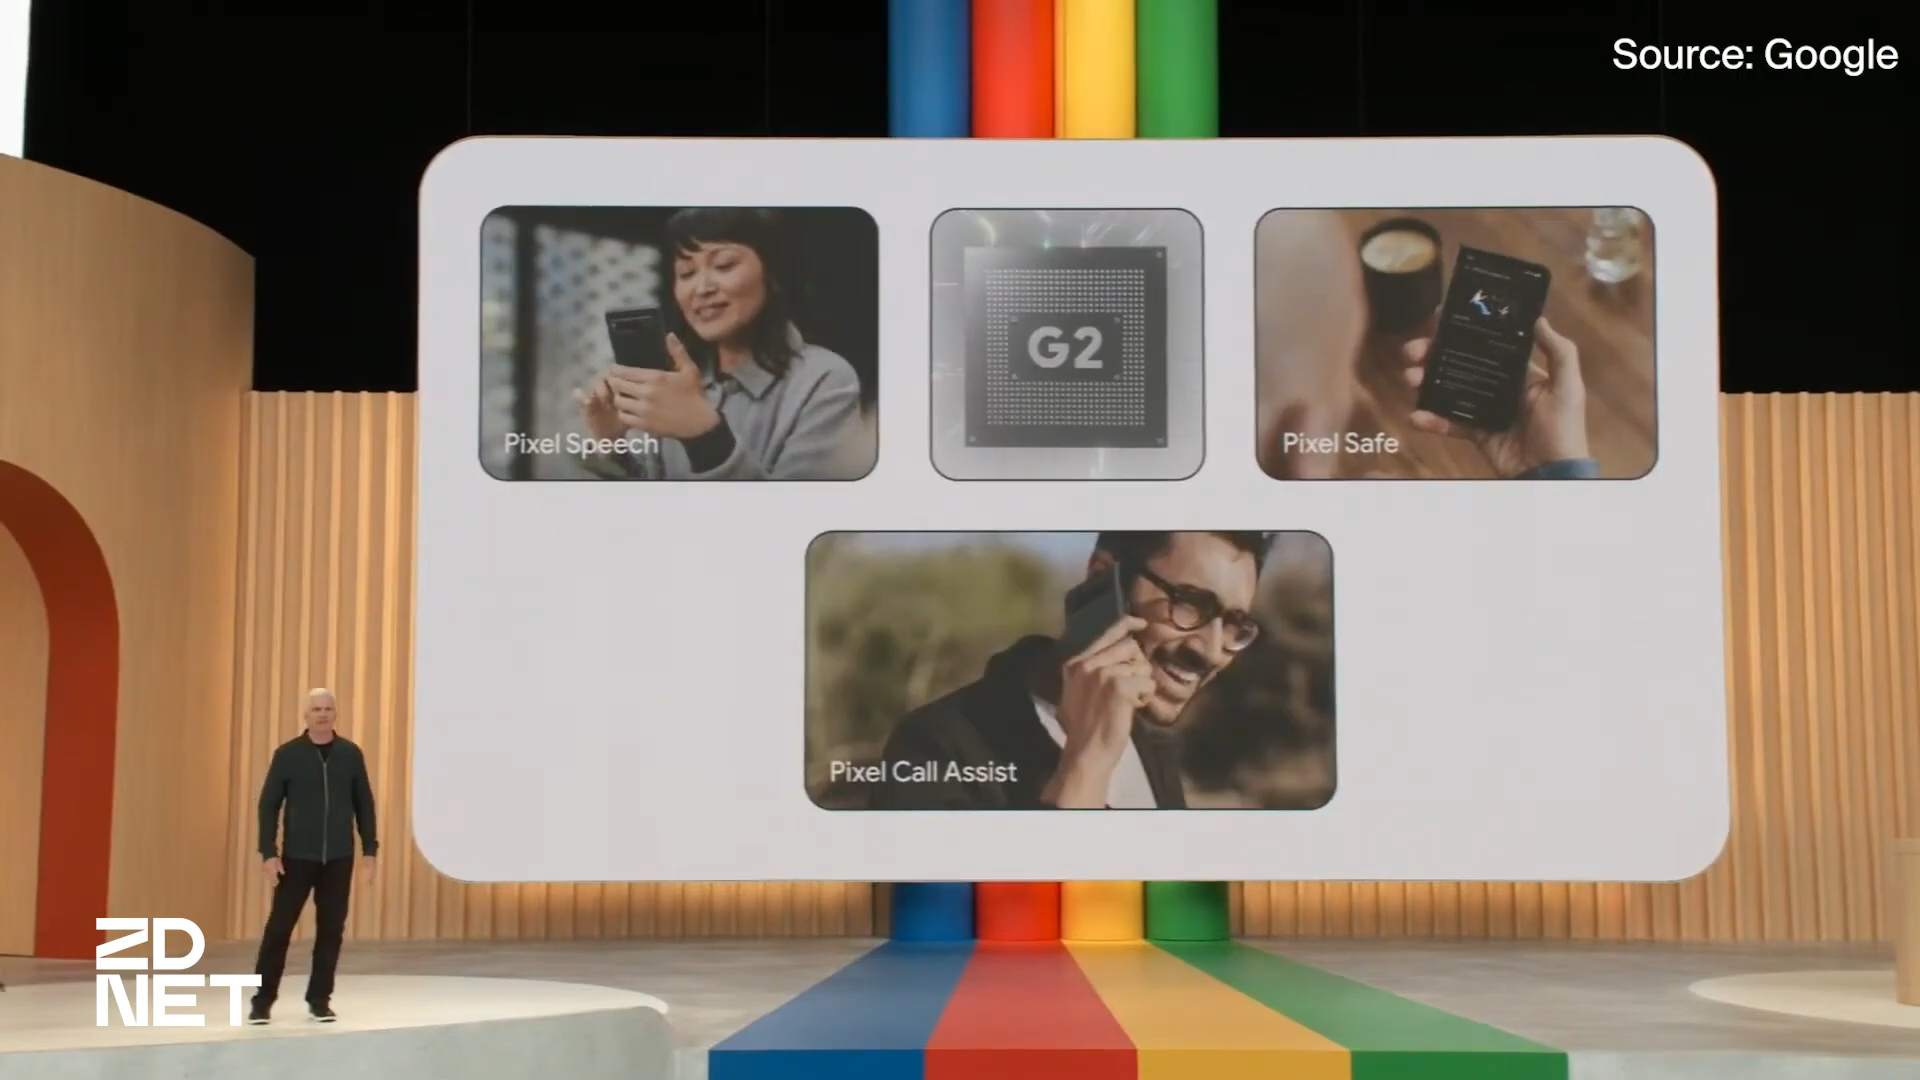 Source: Google
Pixel Speech
G2
Pixel Safe
Pixel Call Assist
ZD
NET